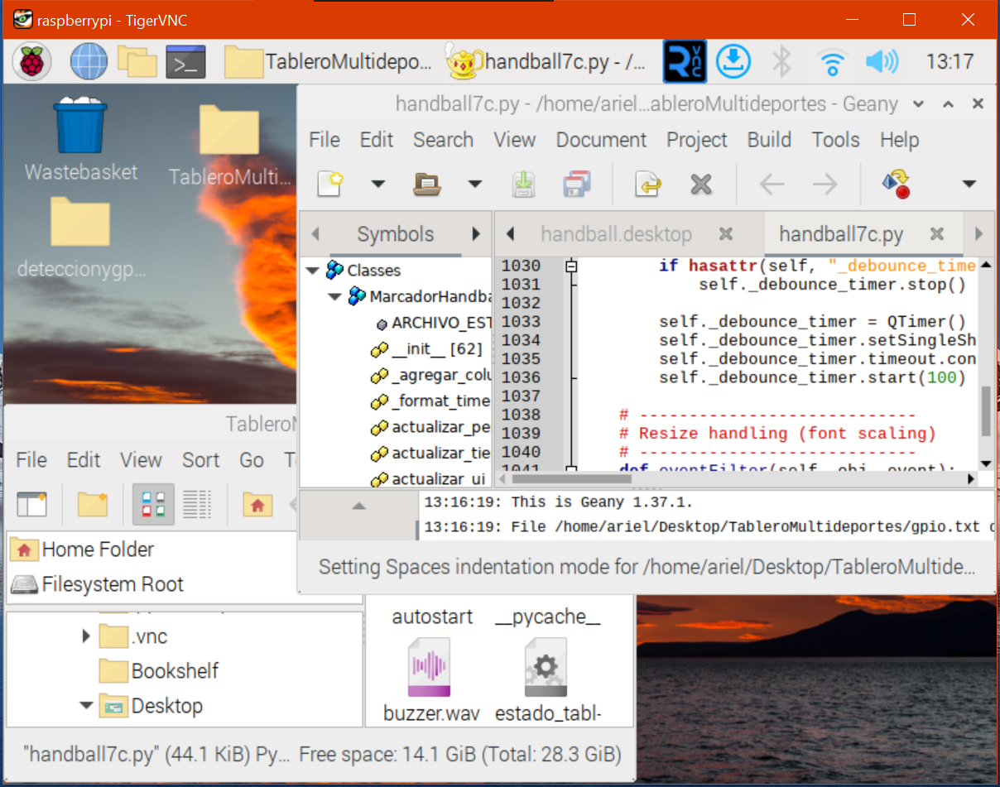 raspberrypi - TigerVNC
TableroMultidepo... handball7c.py - /... 13:17
Wastebasket
TableroMulti...
deteccionygp...
handball7c.py - /home/ariel...ableroMultideportes - Geany
File Edit Search View Document Project Build Tools Help
Symbols
handball.desktop handball7c.py
Classes
MarcadorHandba
ARCHIVO_EST
__init__ [62]
_agregar_colu
_format_time
actualizar_pe
actualizar_tie
actualizar_ui
1030 if hasattr(self, "_debounce_time
1031 self._debounce_timer.stop()
1032
1033 self._debounce_timer = QTimer()
1034 self._debounce_timer.setSingleSh
1035 self._debounce_timer.timeout.con
1036 self._debounce_timer.start(100)
1037
1038 # ----------------------------
1039 # Resize handling (font scaling)
1040 # ----------------------------
1041 def eventFilter(self, obj, event):
13:16:19: This is Geany 1.37.1.
13:16:19: File /home/ariel/Desktop/TableroMultideportes/gpio.txt
Setting Spaces indentation mode for /home/ariel/Desktop/TableroMultide...
TableroM
File Edit View Sort Go
Home Folder
Filesystem Root
.vnc
Bookshelf
Desktop
autostart __pycache__
buzzer.wav estado_tabl-
"handball7c.py" (44.1 KiB) Py... Free space: 14.1 GiB (Total: 28.3 GiB)